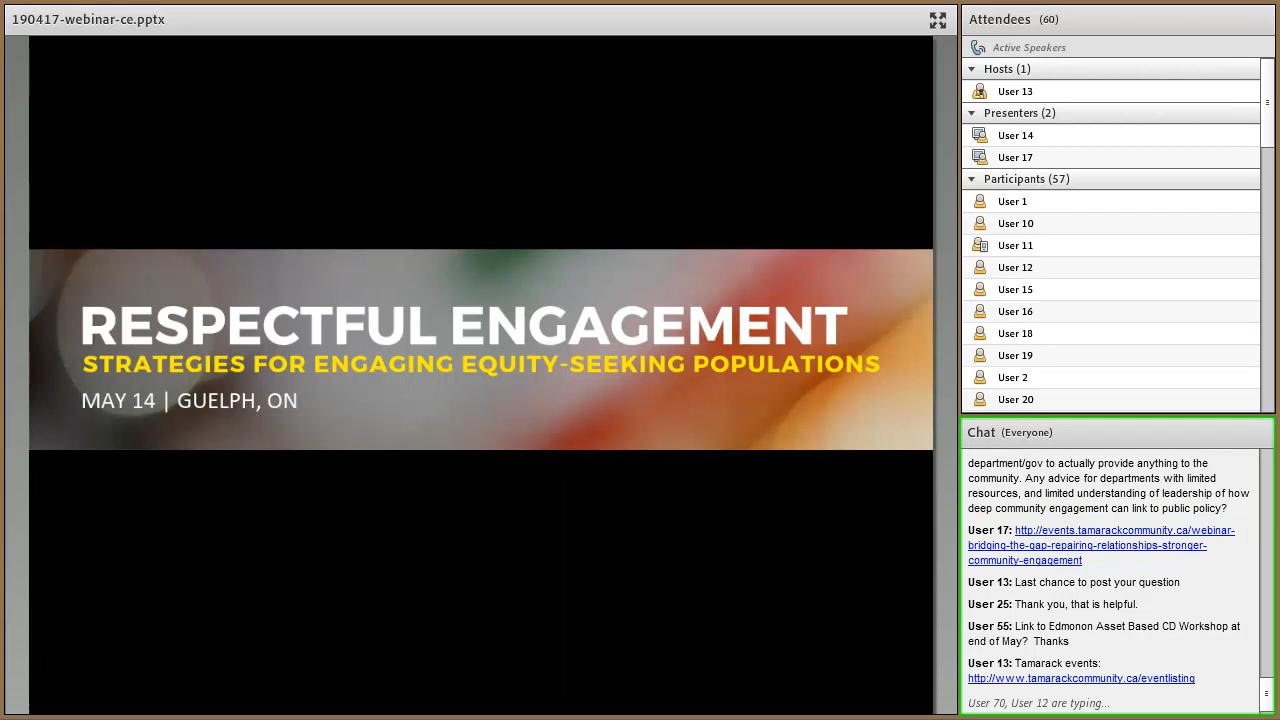 190417-webinar-ce.pptx
RESPECTFUL ENGAGEMENT
STRATEGIES FOR ENGAGING EQUITY-SEEKING POPULATIONS
MAY 14 | GUELPH, ON
Attendees (60)
Active Speakers
Hosts (1)
User 13
Presenters (2)
User 14
User 17
Participants (57)
User 1
User 10
User 11
User 12
User 15
User 16
User 18
User 19
User 2
User 20
Chat (Everyone)
department/gov to actually provide anything to the
community. Any advice for departments with limited
resources, and limited understanding of leadership of how
deep community engagement can link to public policy?
User 17: http://events.tamarackcommunity.ca/webinar-
bridging-the-gap-repairing-relationships-stronger-
community-engagement
User 13: Last chance to post your question
User 25: Thank you, that is helpful.
User 55: Link to Edmonon Asset Based CD Workshop at
end of May? Thanks
User 13: Tamarack events:
http://www.tamarackcommunity.ca/eventlisting
User 70, User 12 are typing...